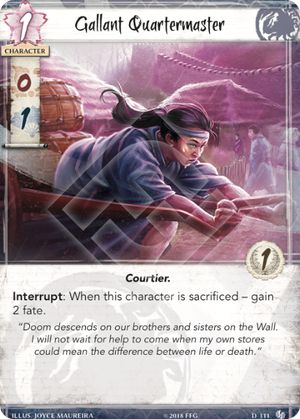 1
Gallant Quartermaster
CHARACTER
0
1
1
Courtier.
Interrupt: When this character is sacrificed – gain
2 fate.
“Doom descends on our brothers and sisters on the Wall.
I will not wait for help to come when my own stores
could mean the difference between life or death.”
ILLUS. JOYCE MAUREIRA
©2018 FFG
D 111